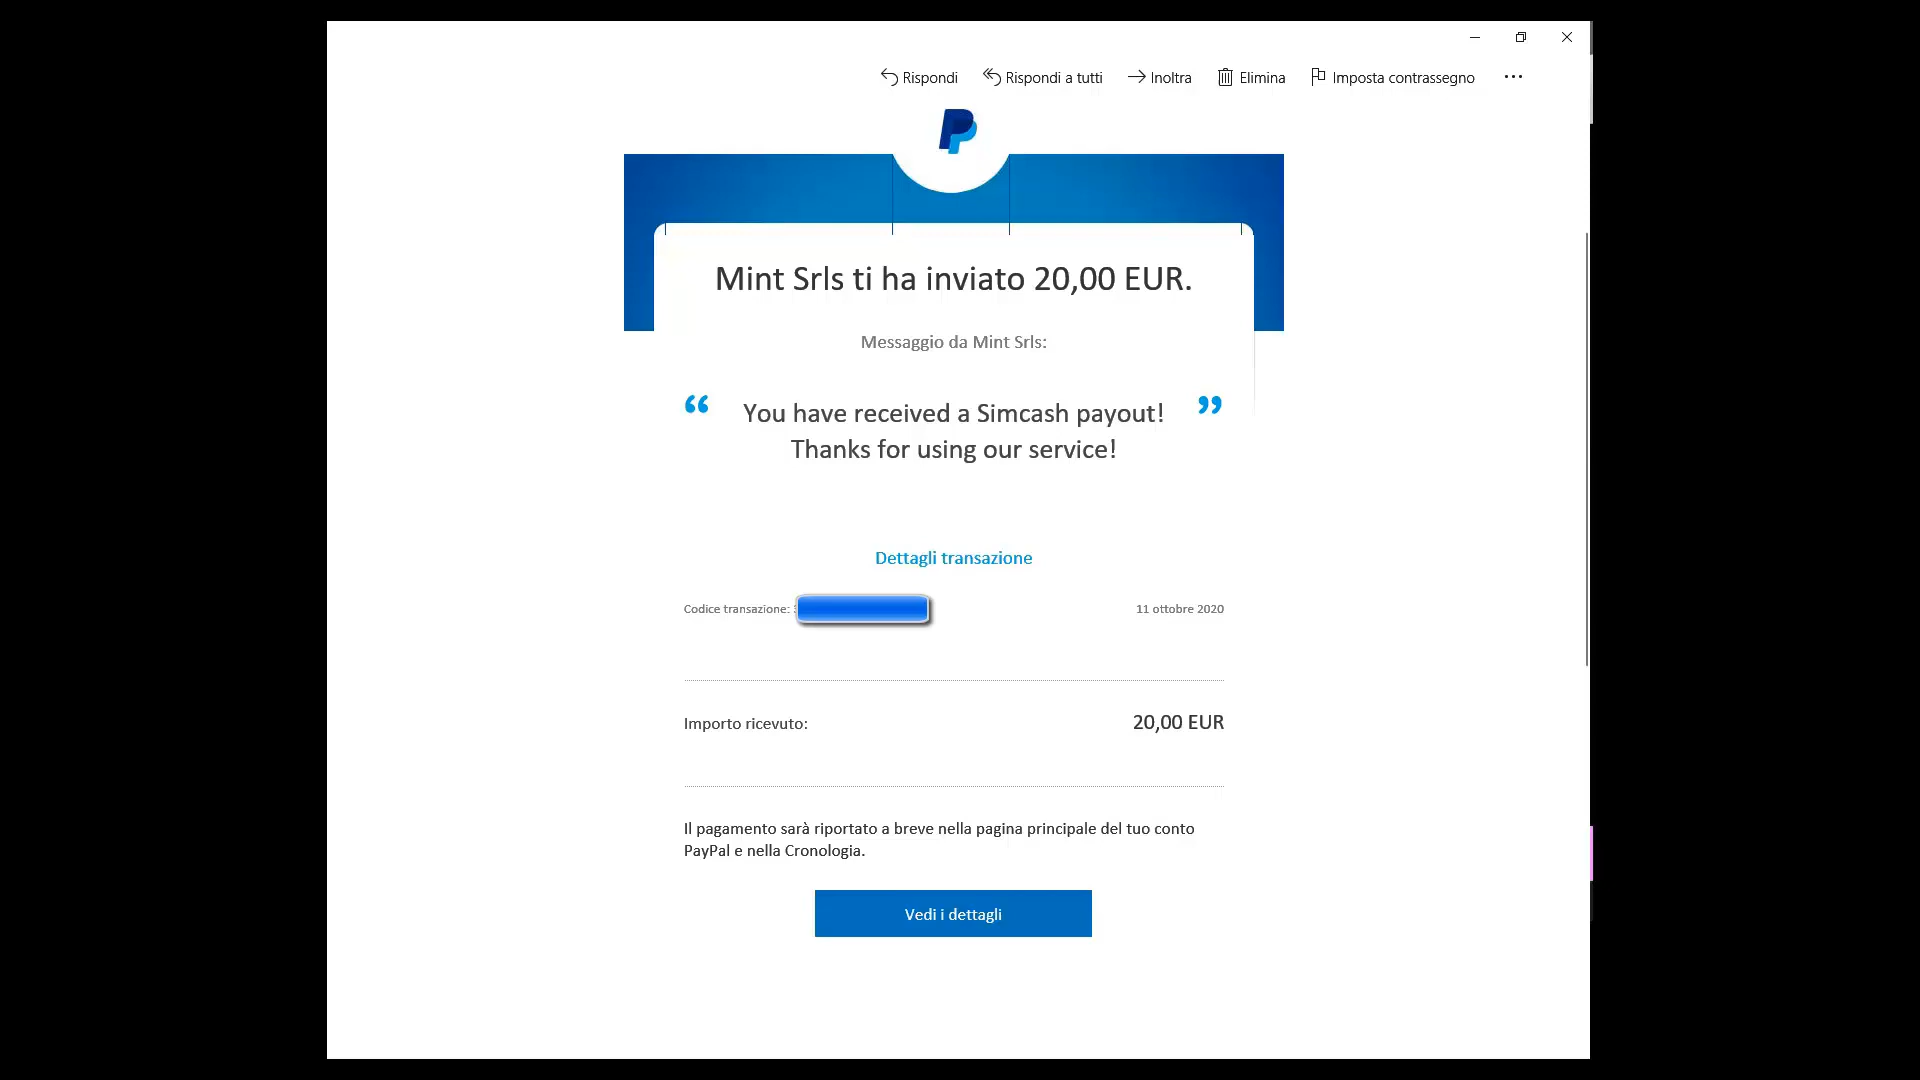 Rispondi Rispondi a tutti Inoltra Elimina Imposta contrassegno
Mint Srls ti ha inviato 20,00 EUR.
Messaggio da Mint Srls:
“ You have received a Simcash payout! ”
Thanks for using our service!
Dettagli transazione
Codice transazione: 11 ottobre 2020
Importo ricevuto: 20,00 EUR
Il pagamento sarà riportato a breve nella pagina principale del tuo conto
PayPal e nella Cronologia.
Vedi i dettagli